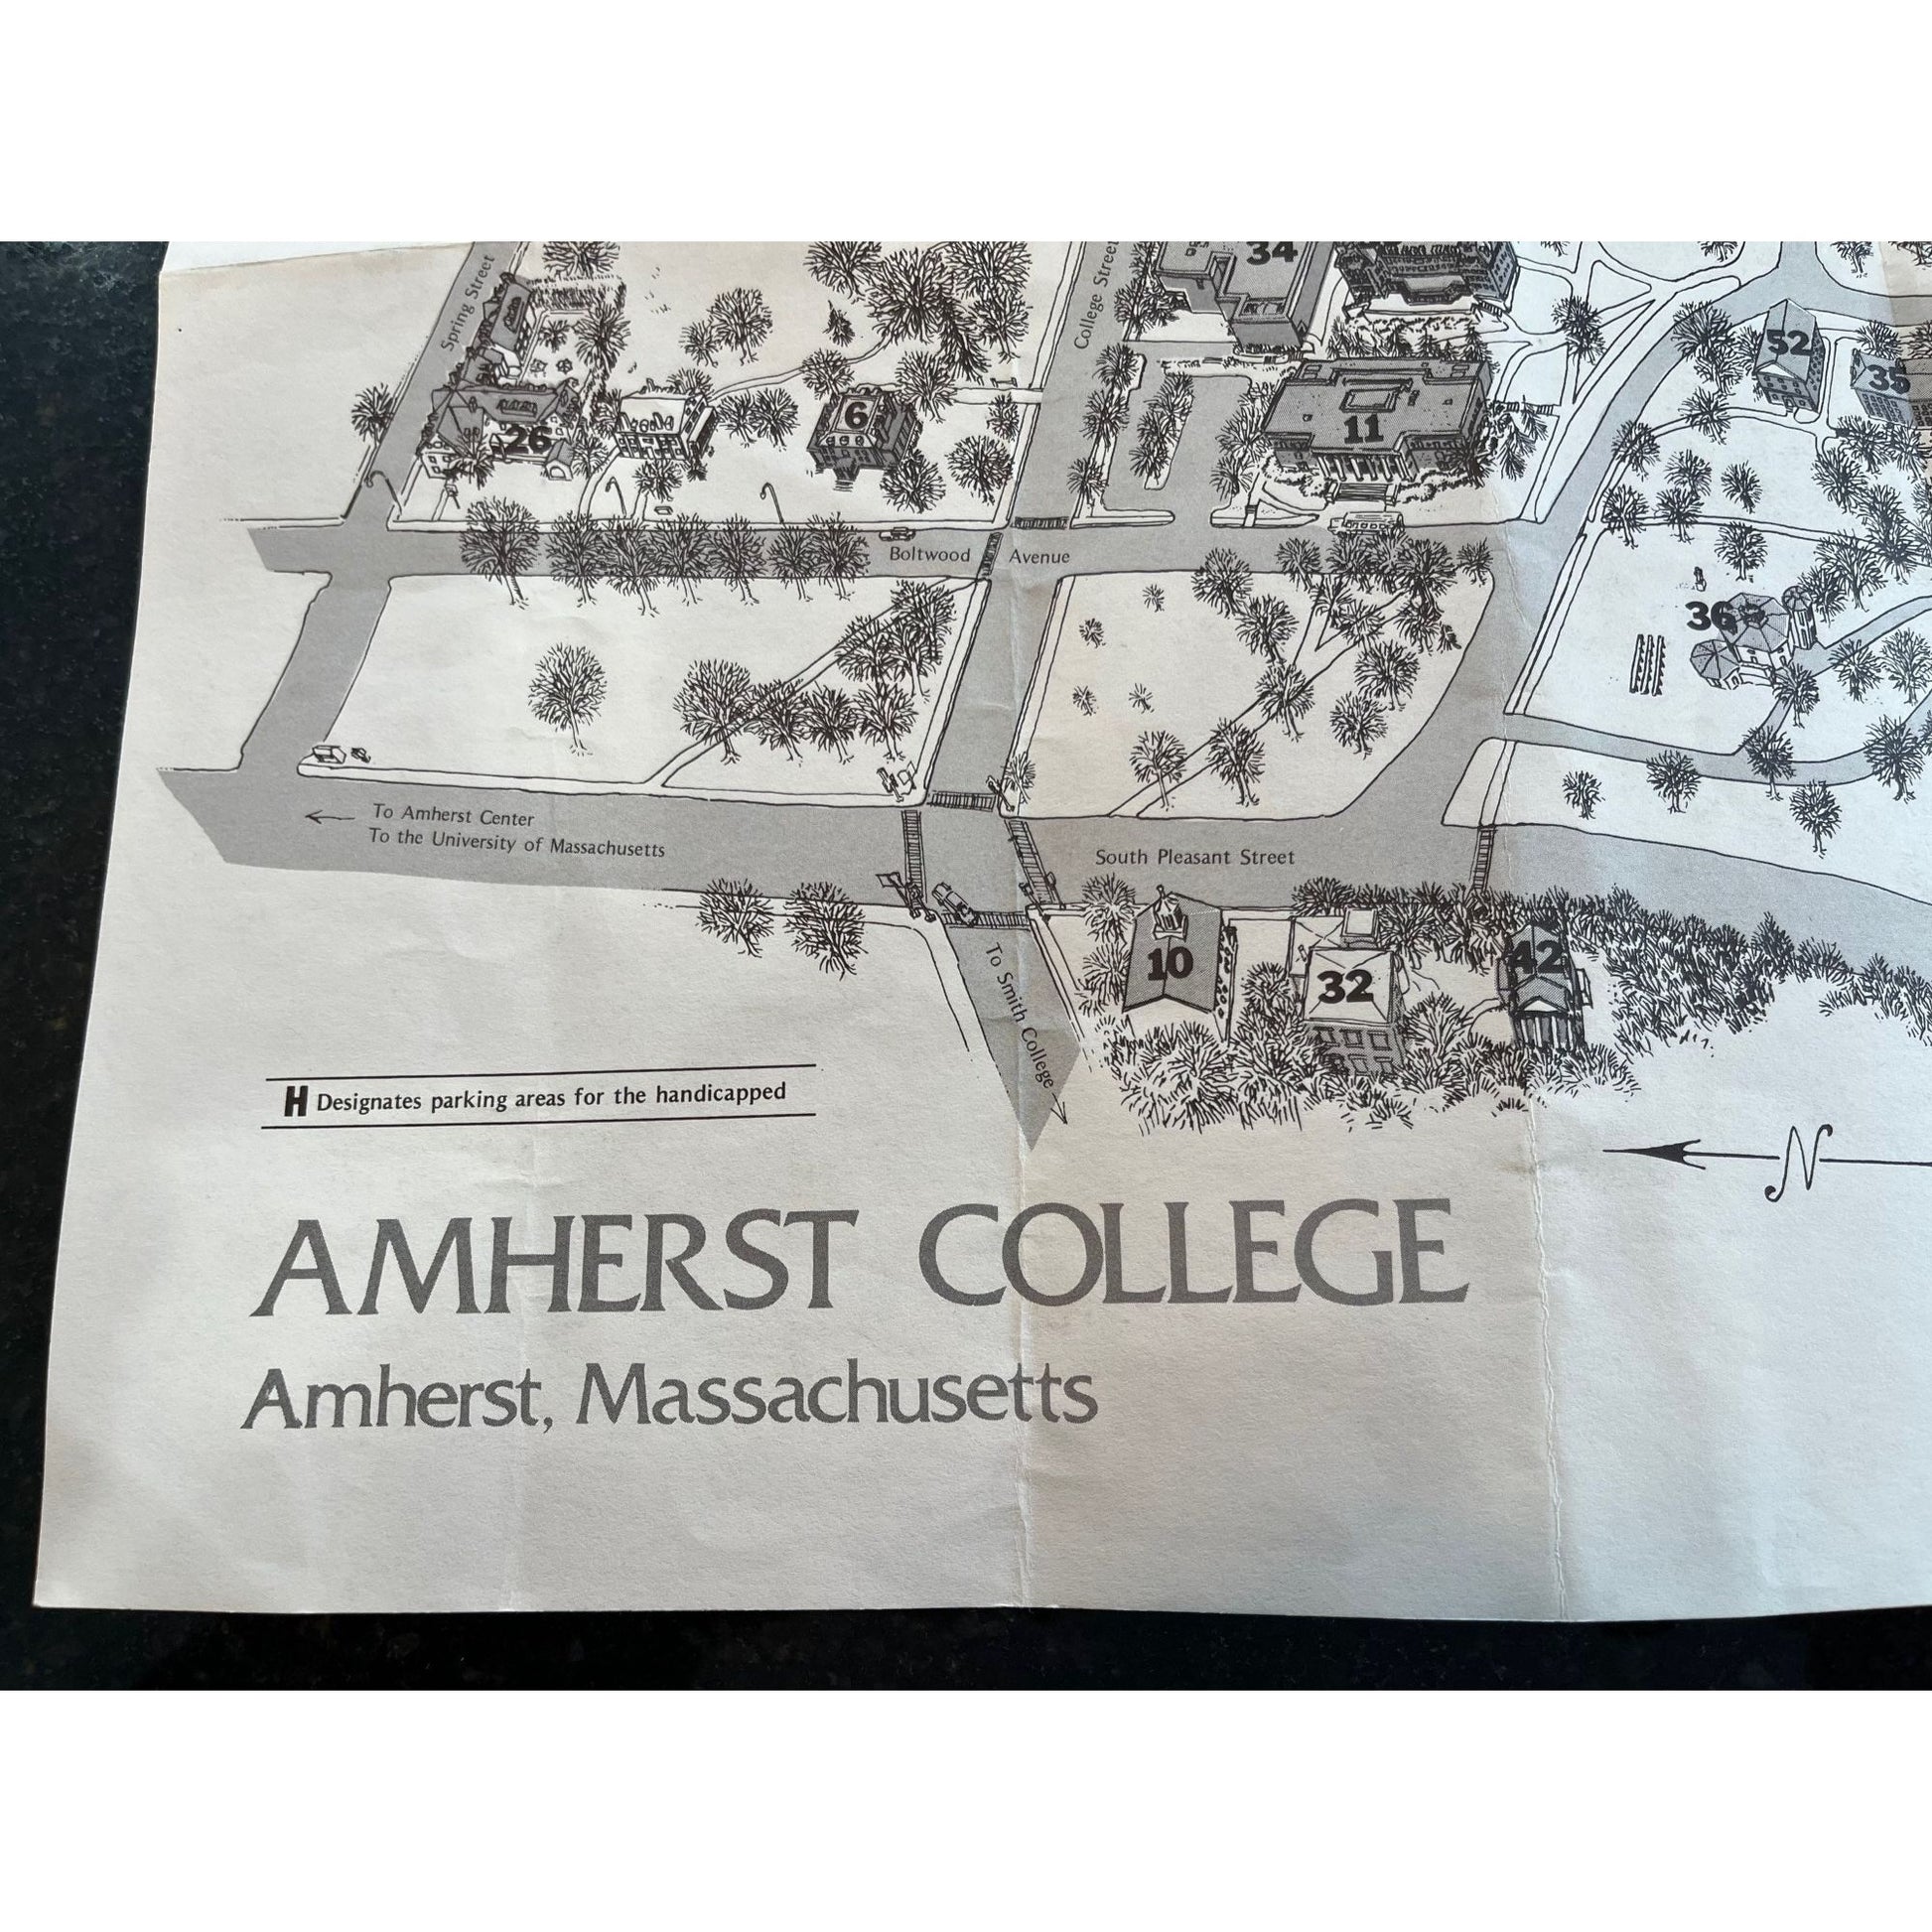 34
Spring Street
College Street
52
35
6
11
26
Boltwood Avenue
36
To Amherst Center
To the University of Massachusetts
South Pleasant Street
10
32
42
To Smith College
H Designates parking areas for the handicapped
N
AMHERST COLLEGE
Amherst, Massachusetts